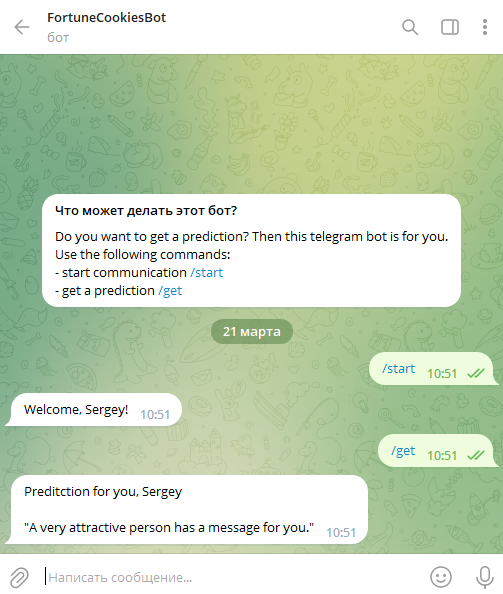 FortuneCookiesBot
бот
Что может делать этот бот?
Do you want to get a prediction? Then this telegram bot is for you.
Use the following commands:
- start communication /start
- get a prediction /get
21 марта
/start 10:51
Welcome, Sergey! 10:51
/get 10:51
Preditction for you, Sergey
"A very attractive person has a message for you." 10:51
Написать сообщение...